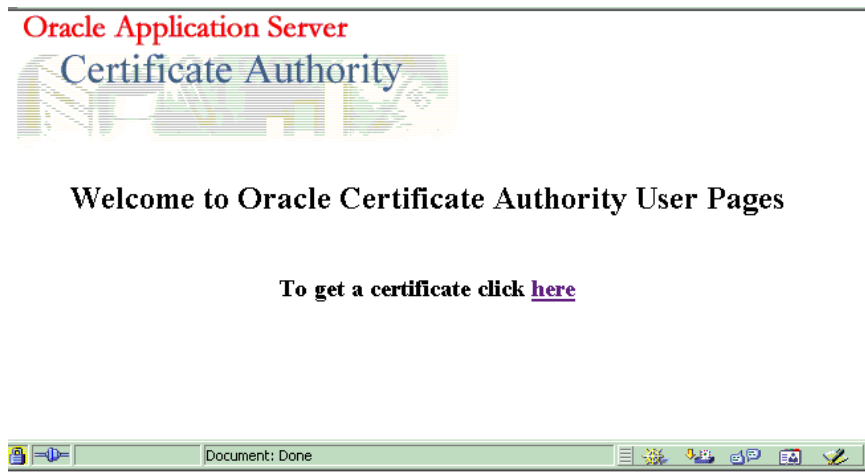 Oracle Application Server
Certificate Authority
Welcome to Oracle Certificate Authority User Pages
To get a certificate click here
Document: Done